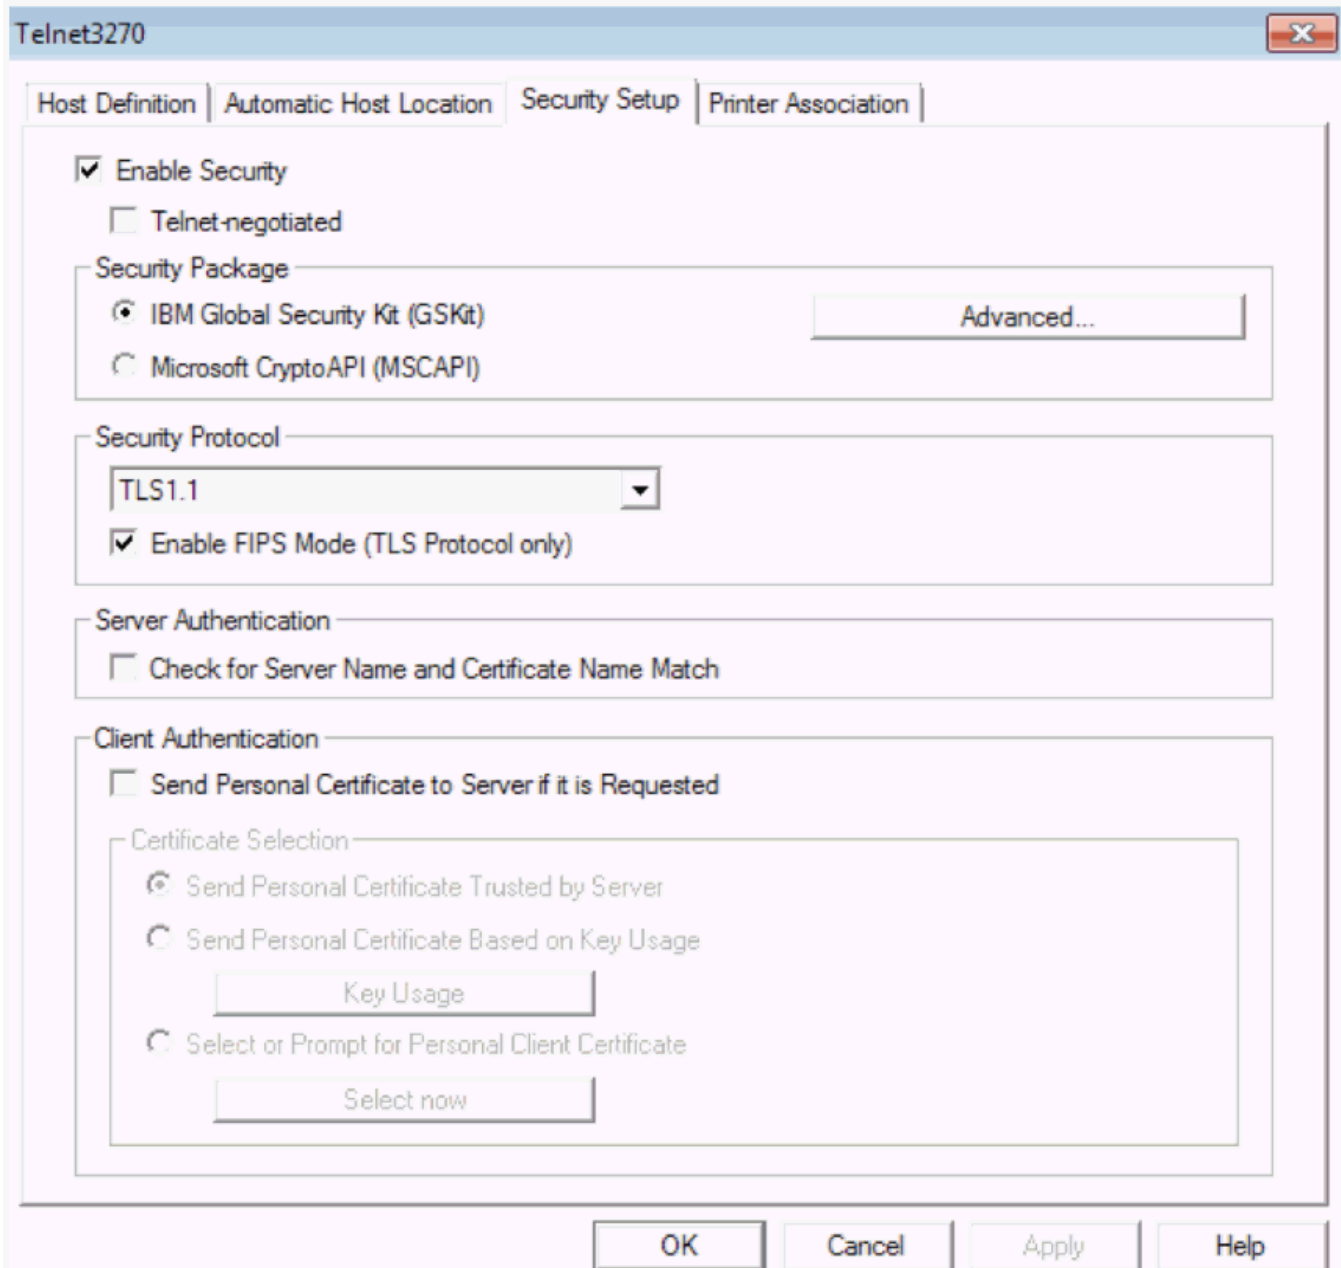 Telnet3270
Host Definition
Automatic Host Location
Security Setup
Printer Association
Enable Security
Telnet-negotiated
Security Package
IBM Global Security Kit (GSKit)
Advanced...
Microsoft CryptoAPI (MSCAPI)
Security Protocol
TLS1.1
Enable FIPS Mode (TLS Protocol only)
Server Authentication
Check for Server Name and Certificate Name Match
Client Authentication
Send Personal Certificate to Server if it is Requested
Certificate Selection
Send Personal Certificate Trusted by Server
Send Personal Certificate Based on Key Usage
Key Usage
Select or Prompt for Personal Client Certificate
Select now
OK
Cancel
Apply
Help